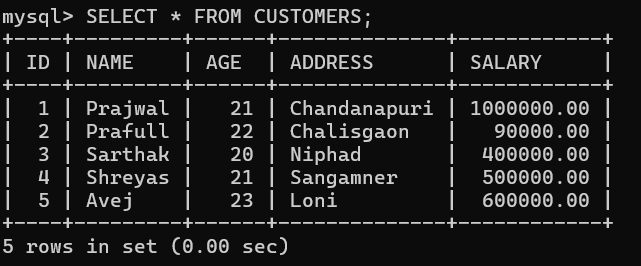 mysql> SELECT * FROM CUSTOMERS;
+----+---------+------+--------------+------------+
| ID | NAME    | AGE  | ADDRESS      | SALARY     |
+----+---------+------+--------------+------------+
|  1 | Prajwal |   21 | Chandanapuri | 1000000.00 |
|  2 | Prafull |   22 | Chalisgaon   |   90000.00 |
|  3 | Sarthak |   20 | Niphad       |  400000.00 |
|  4 | Shreyas |   21 | Sangamner    |  500000.00 |
|  5 | Avej    |   23 | Loni         |  600000.00 |
+----+---------+------+--------------+------------+
5 rows in set (0.00 sec)